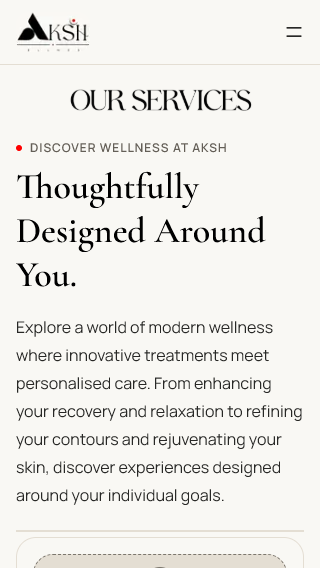 AKSH
OUR SERVICES
DISCOVER WELLNESS AT AKSH
Thoughtfully
Designed Around
You.
Explore a world of modern wellness
where innovative treatments meet
personalised care. From enhancing
your recovery and relaxation to refining
your contours and rejuvenating your
skin, discover experiences designed
around your individual goals.